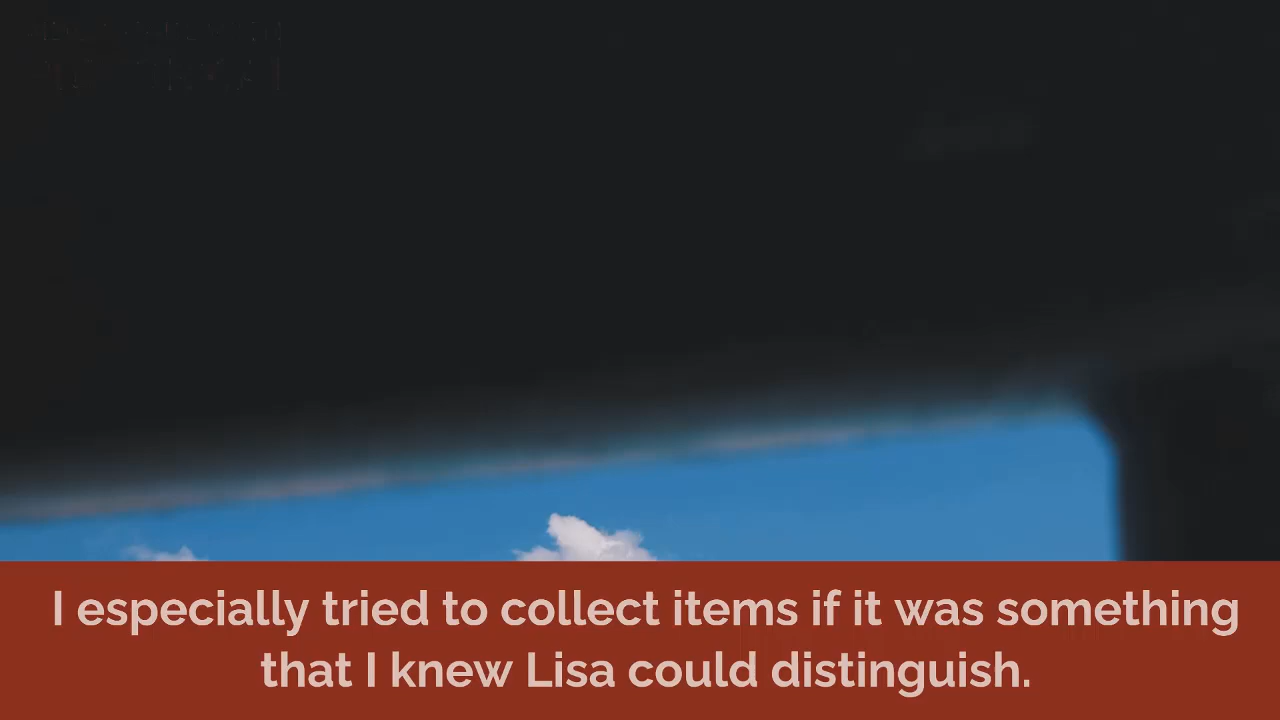 I especially tried to collect items if it was something
that I knew Lisa could distinguish.